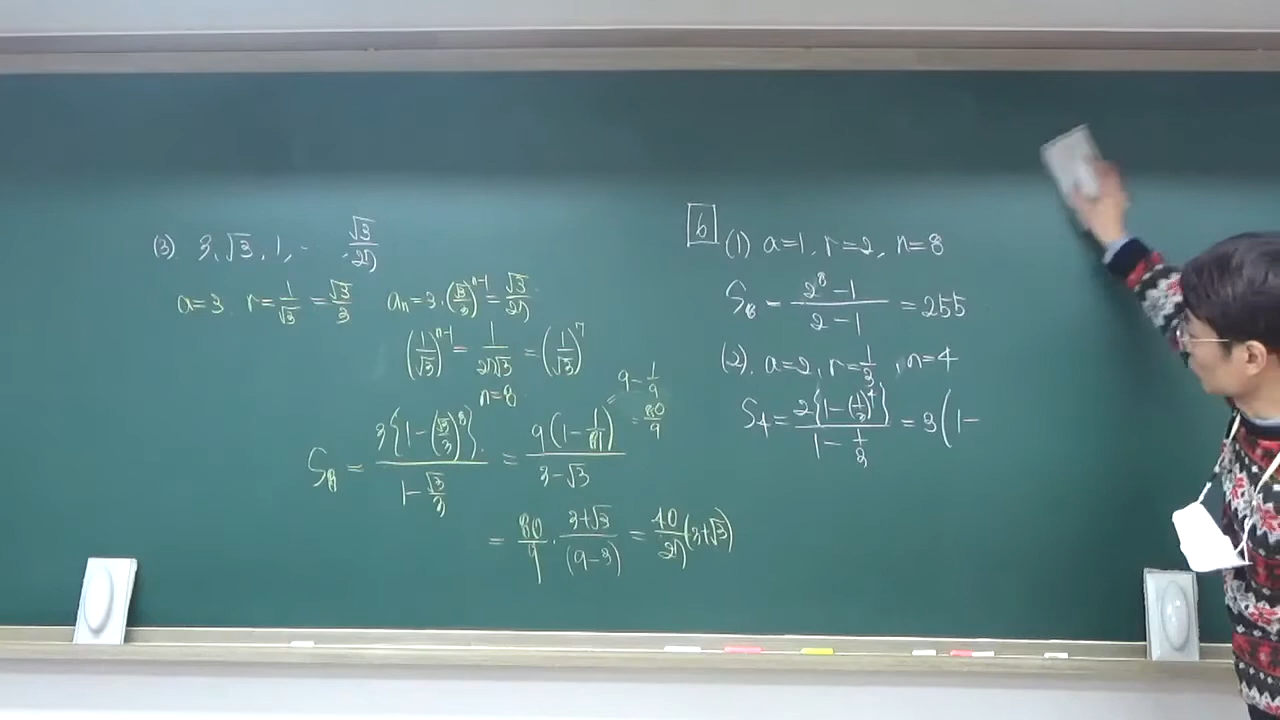 (3) 3, √3, 1, ··· √3/27
a=3 r=1/√3=√3/3 aₙ=3·(√3/3)ⁿ⁻¹=√3/27
(1/√3)ⁿ⁻¹=1/(27√3)=(1/√3)⁷
n=8
S₈=3{1-(√3/3)⁸}/(1-√3/3)=9(1-1/81)/(3-√3)
9-1/9
=80/9
=80/9·(3+√3)/(9-3)=40/27(3+√3)
6 (1) a=1, r=2, n=8
S₈=(2⁸-1)/(2-1)=255
(2). a=2, r=1/3, n=4
S₄=2{1-(1/3)⁴}/(1-1/3)=3(1-